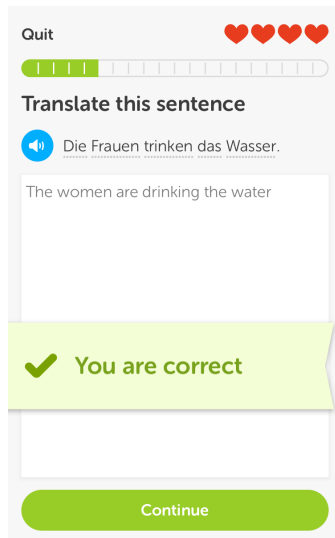 Quit
Translate this sentence
Die Frauen trinken das Wasser.
The women are drinking the water
You are correct
Continue